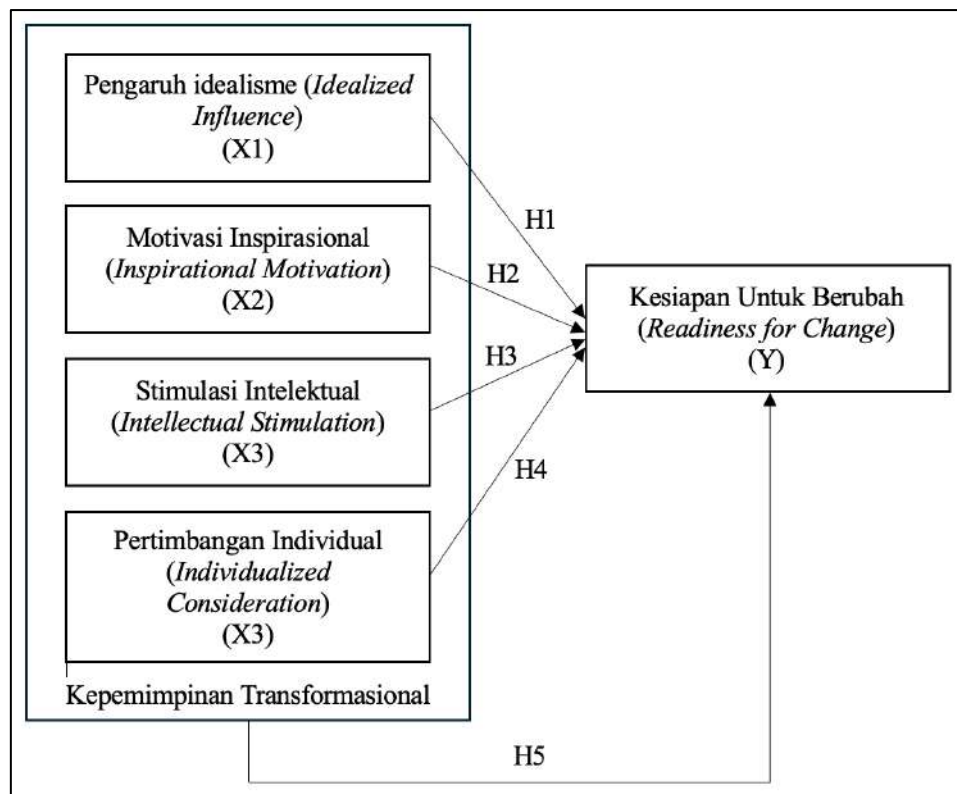 Pengaruh idealisme (Idealized
Influence)
(X1)
Motivasi Inspirasional
(Inspirational Motivation)
(X2)
Stimulasi Intelektual
(Intellectual Stimulation)
(X3)
Pertimbangan Individual
(Individualized
Consideration)
(X3)
Kepemimpinan Transformasional
H1
H2
H3
H4
Kesiapan Untuk Berubah
(Readiness for Change)
(Y)
H5